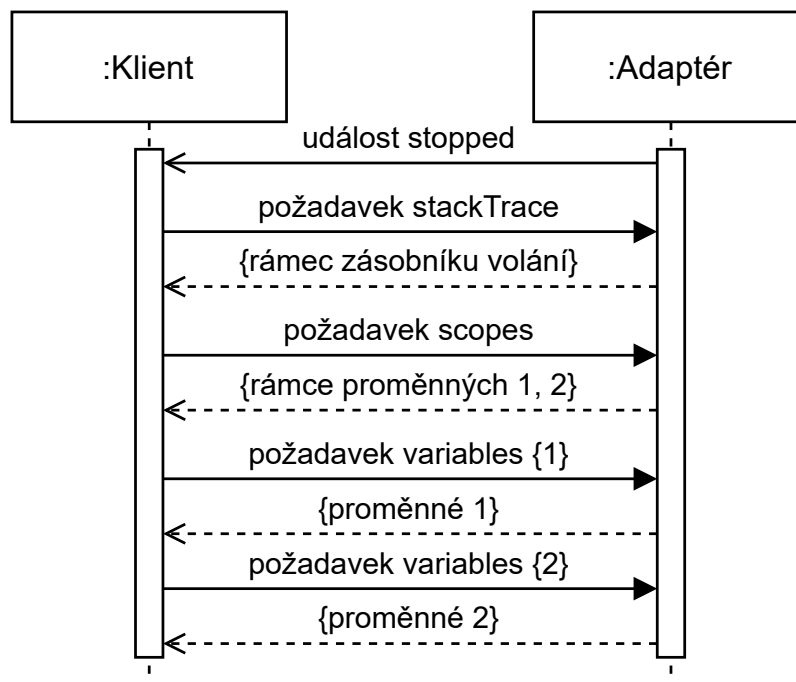 :Klient
:Adaptér
událost stopped
požadavek stackTrace
{rámec zásobníku volání}
požadavek scopes
{rámce proměnných 1, 2}
požadavek variables {1}
{proměnné 1}
požadavek variables {2}
{proměnné 2}